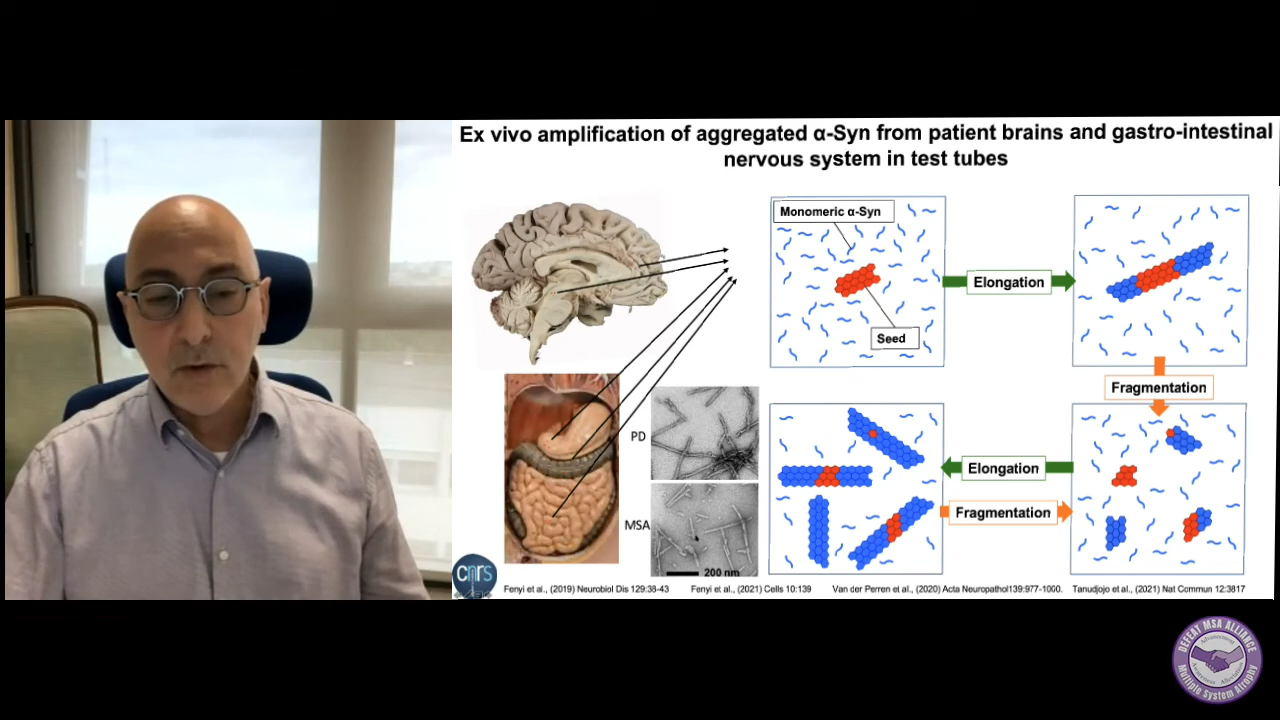 Ex vivo amplification of aggregated α-Syn from patient brains and gastro-intestinal
nervous system in test tubes
Monomeric α-Syn
Seed
Elongation
Fragmentation
Elongation
Fragmentation
PD
MSA
200 nm
cnrs
Fenyi et al., (2019) Neurobiol Dis 129:38-43
Fenyi et al., (2021) Cells 10:139
Van der Perren et al., (2020) Acta Neuropathol139:977-1000.
Tanudjojo et al., (2021) Nat Commun 12:3817
DEFEAT MSA ALLIANCE
Advancement
Multiple System Atrophy